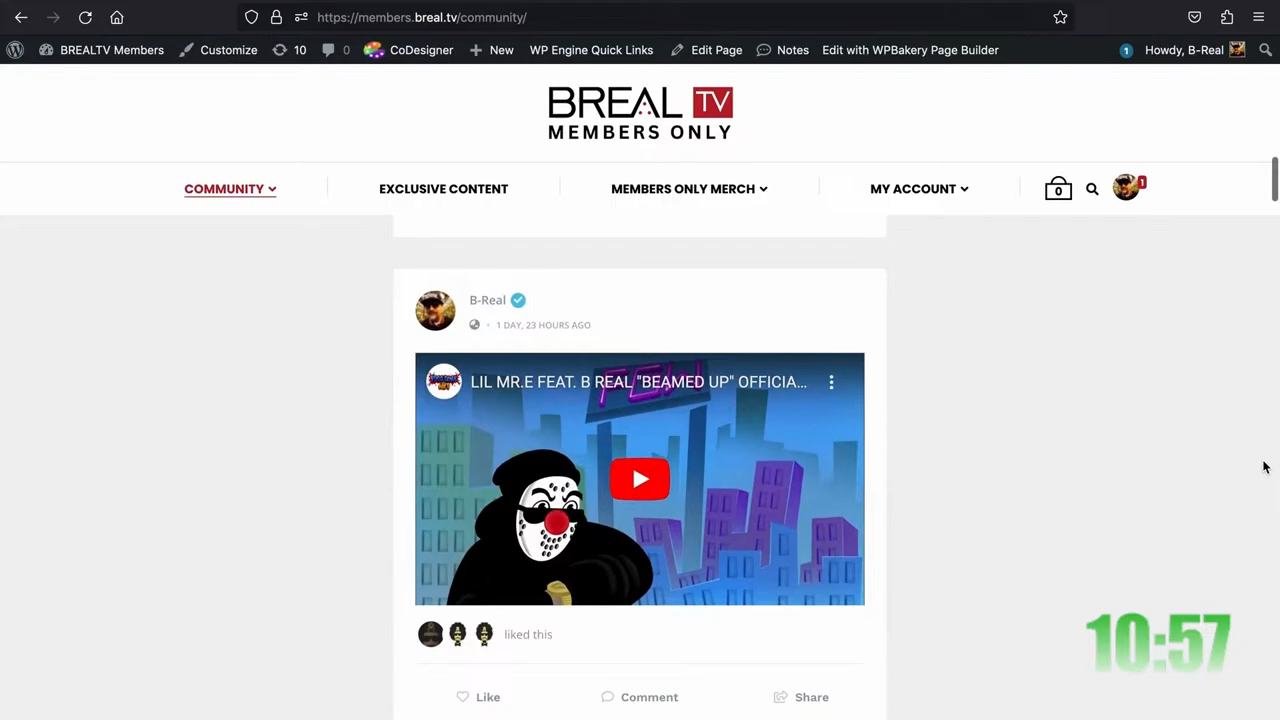 https://members.breal.tv/community/
BREALTV Members
Customize
10
0
CoDesigner
New
WP Engine Quick Links
Edit Page
Notes
Edit with WPBakery Page Builder
1
Howdy, B-Real
BREAL TV
MEMBERS ONLY
COMMUNITY
EXCLUSIVE CONTENT
MEMBERS ONLY MERCH
MY ACCOUNT
0
1
B-Real
1 DAY, 23 HOURS AGO
LIL MR.E FEAT. B REAL "BEAMED UP" OFFICIA...
liked this
10:57
Like
Comment
Share